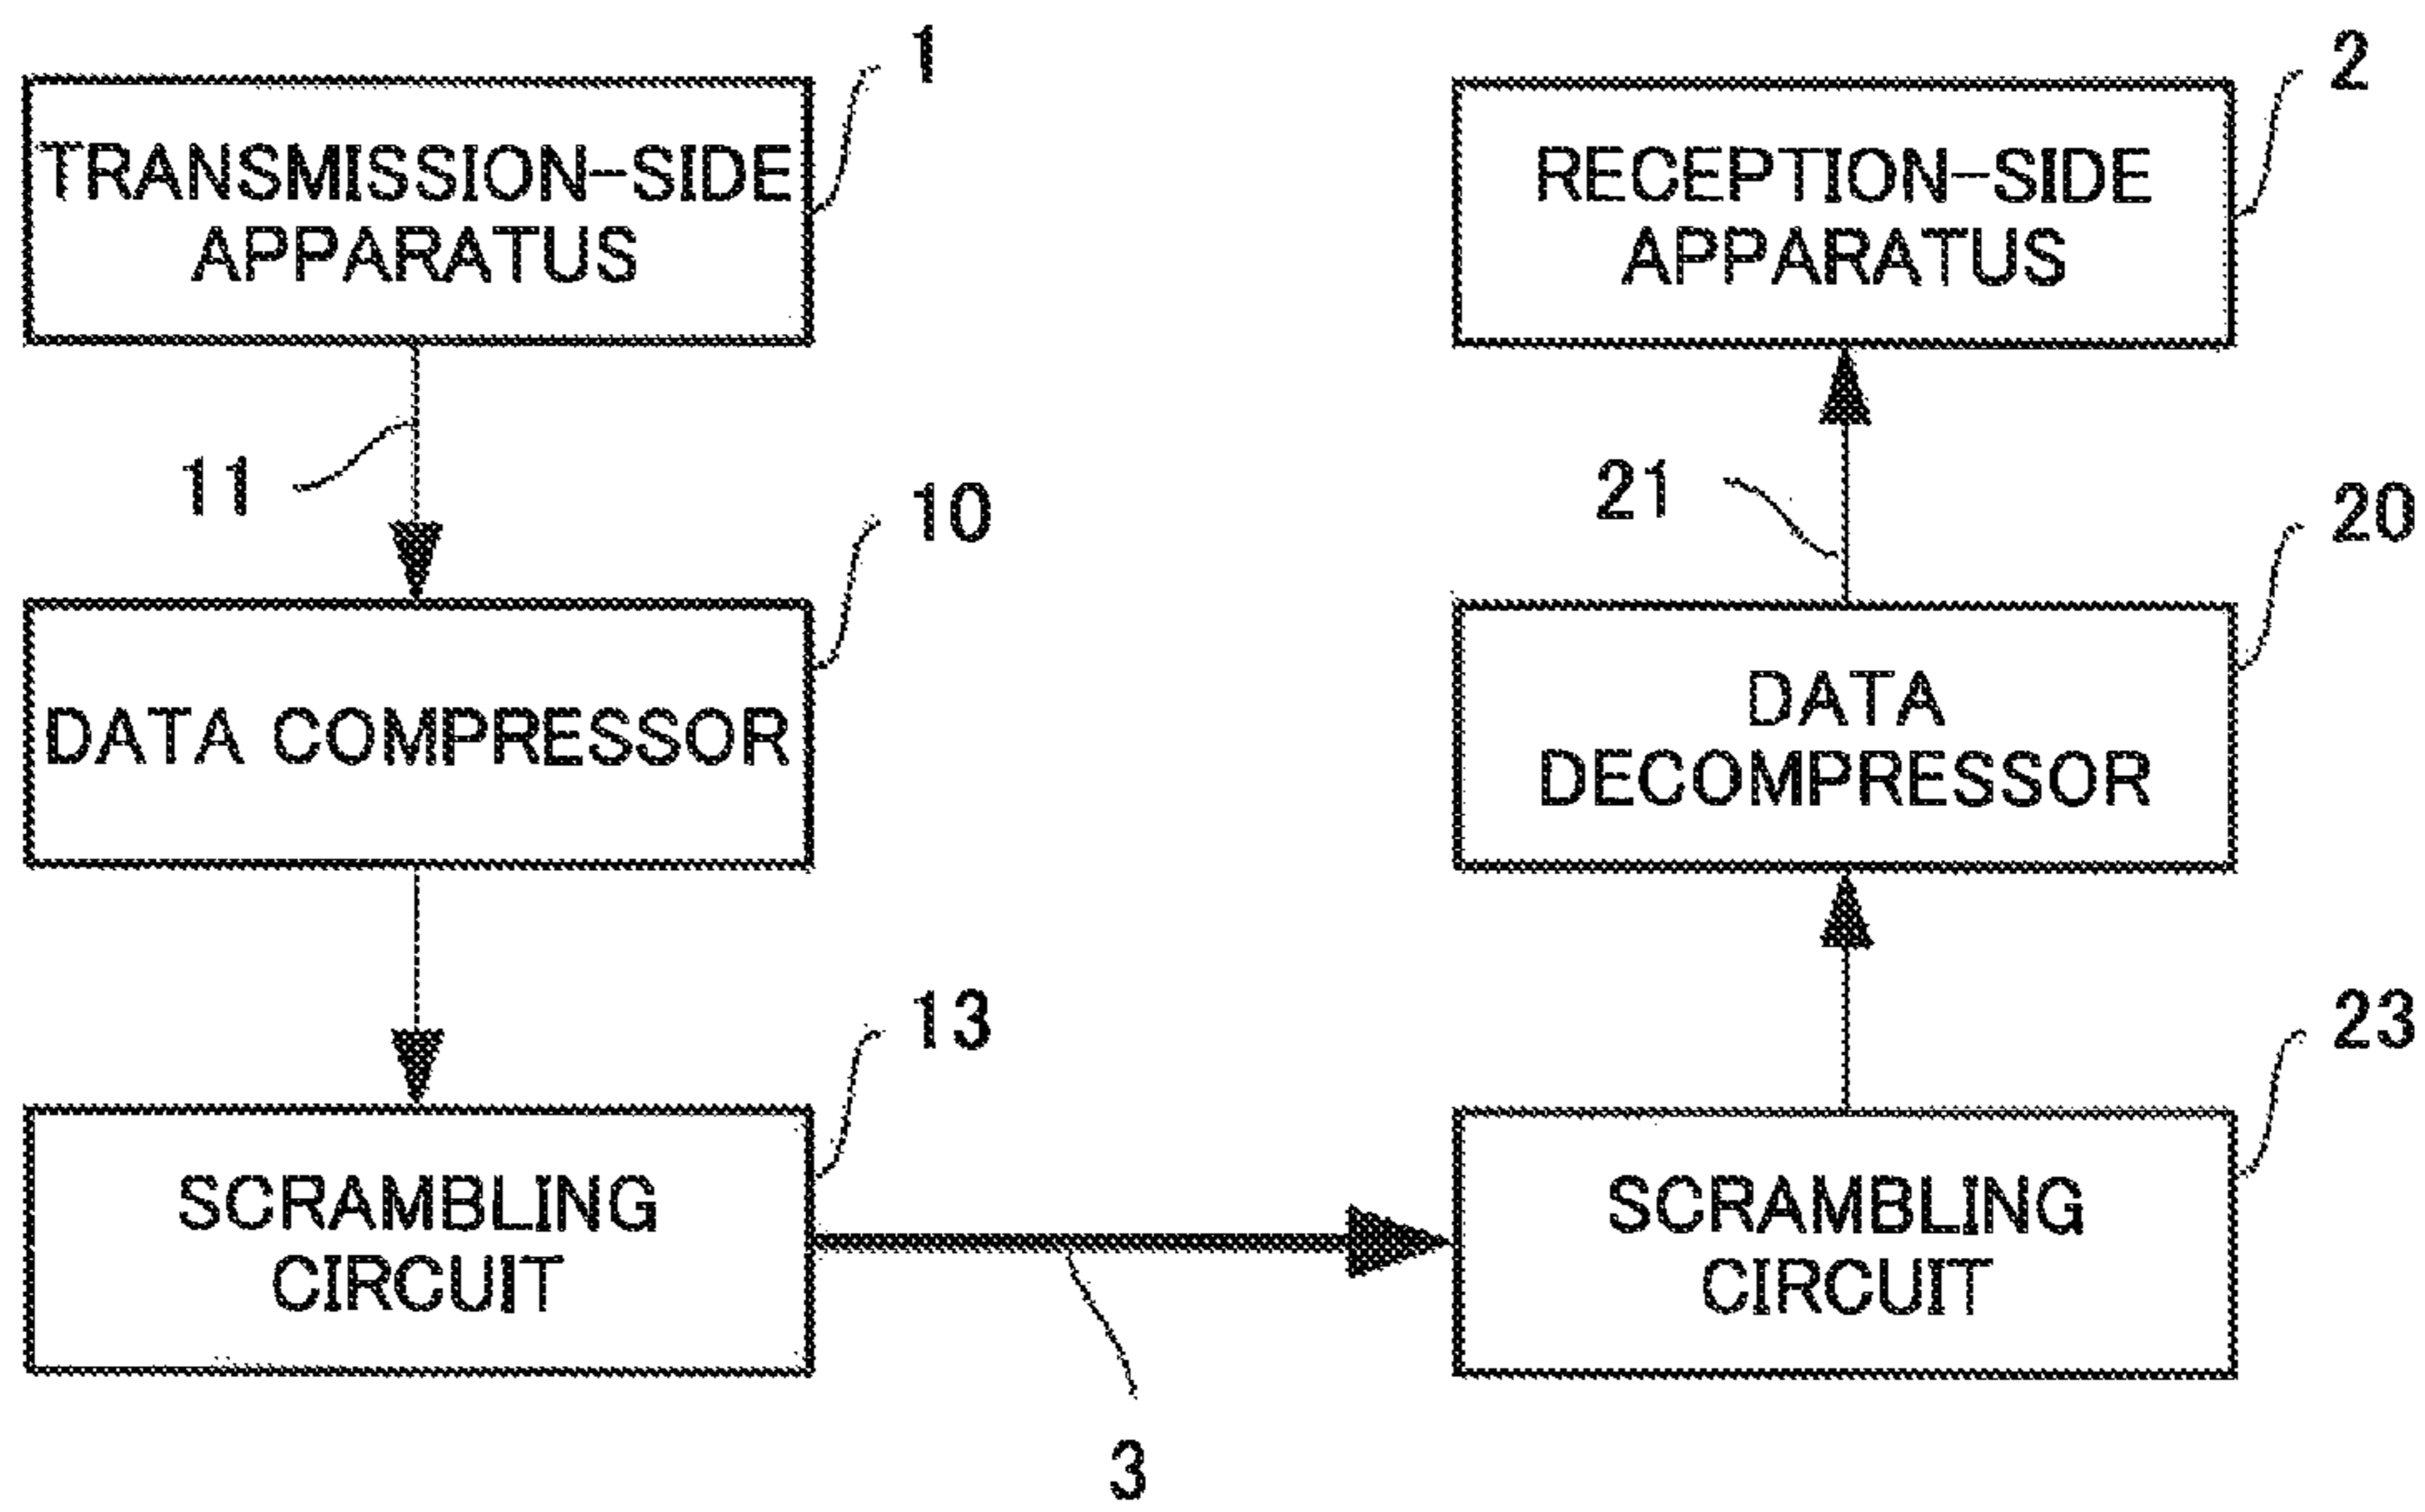 1
TRANSMISSION-SIDE
APPARATUS
2
RECEPTION-SIDE
APPARATUS
11
10
21
20
DATA COMPRESSOR
DATA
DECOMPRESSOR
13
23
SCRAMBLING
CIRCUIT
SCRAMBLING
CIRCUIT
3